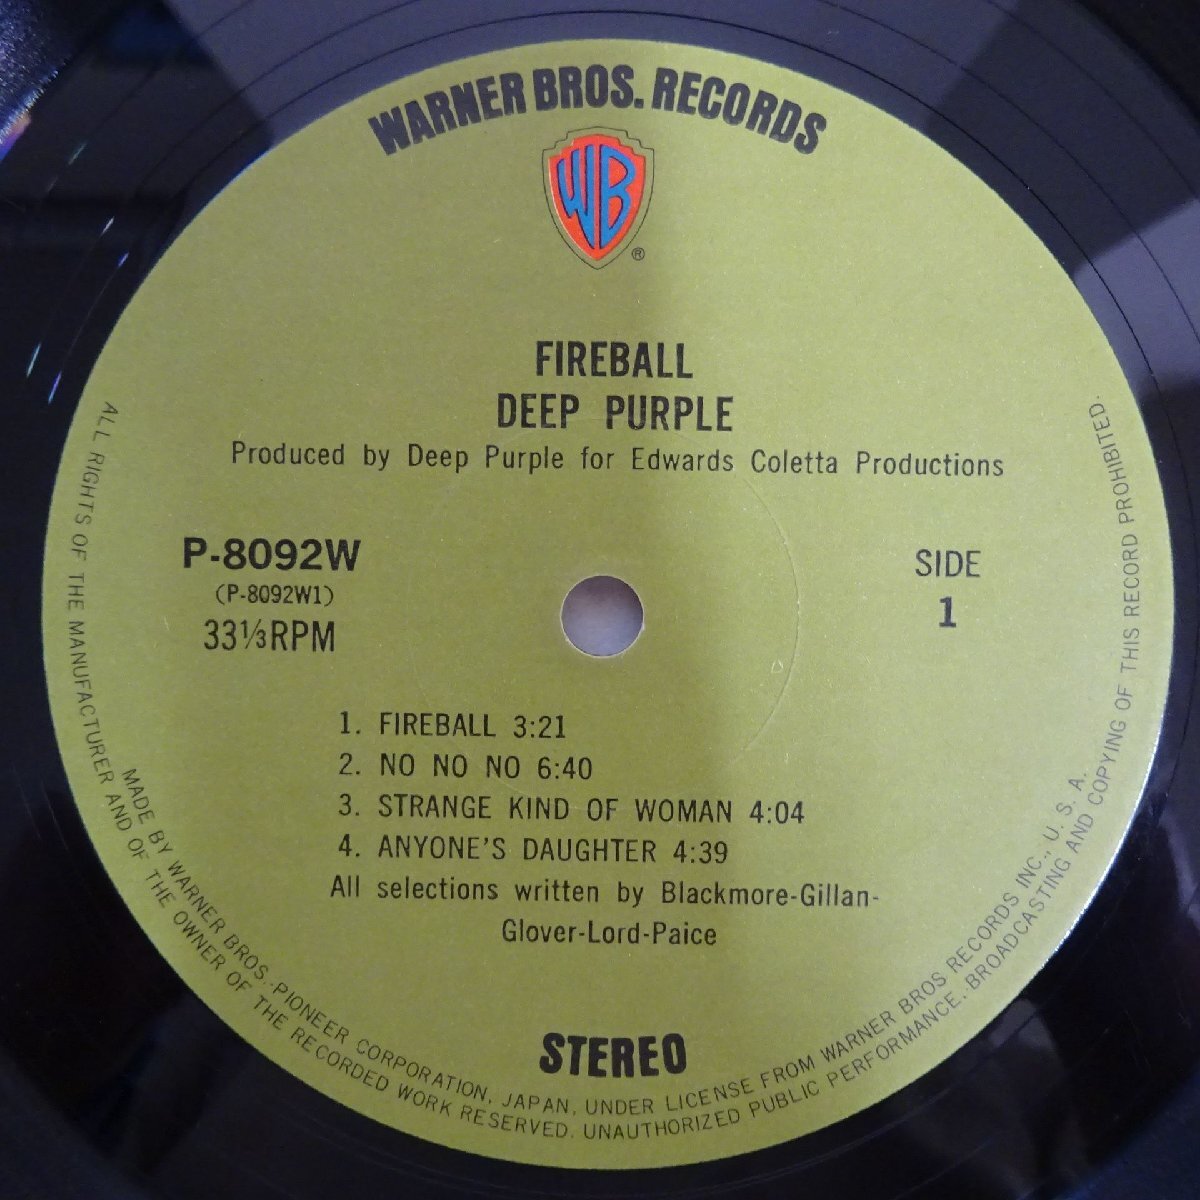 WARNER BROS. RECORDS
WB
®
FIREBALL
DEEP PURPLE
Produced by Deep Purple for Edwards Coletta Productions
P-8092W
(P-8092W1)
33⅓RPM
SIDE
1
1. FIREBALL 3:21
2. NO NO NO 6:40
3. STRANGE KIND OF WOMAN 4:04
4. ANYONE'S DAUGHTER 4:39
All selections written by Blackmore-Gillan-
Glover-Lord-Paice
STEREO
MADE BY WARNER BROS.-PIONEER CORPORATION, JAPAN, UNDER LICENSE FROM WARNER BROS RECORDS INC., U. S. A.
ALL RIGHTS OF THE MANUFACTURER AND OF THE OWNER OF THE RECORDED WORK RESERVED. UNAUTHORIZED PUBLIC PERFORMANCE. BROADCASTING AND COPYING OF THIS RECORD PROHIBITED.